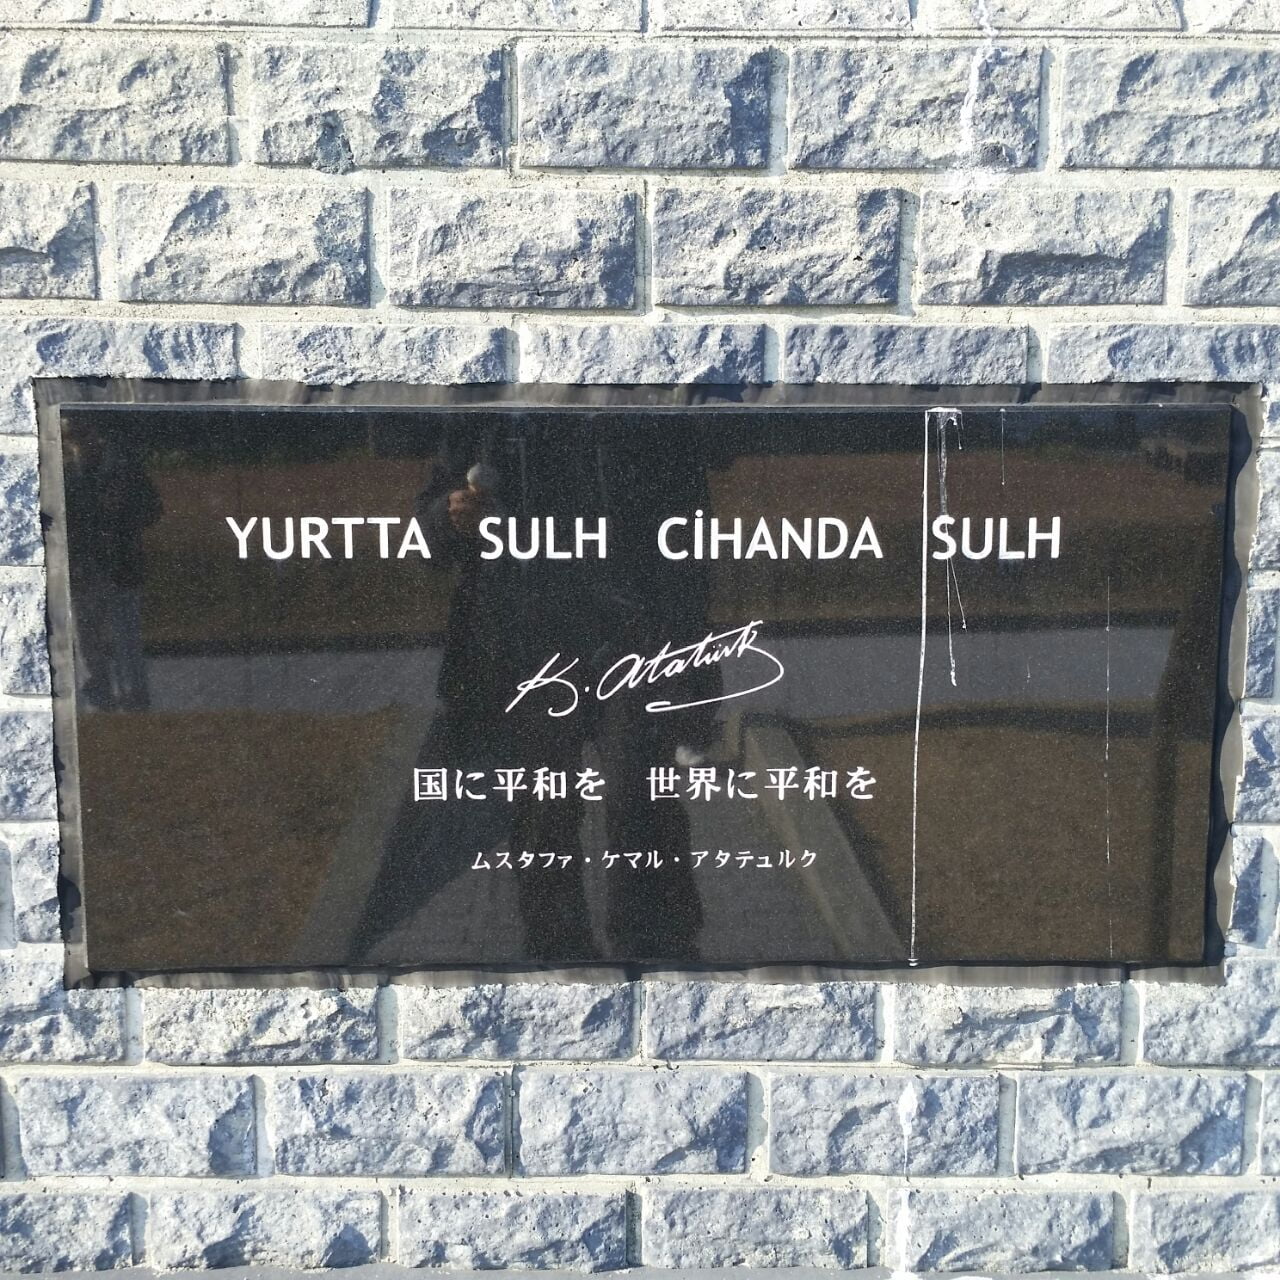 YURTTA SULH CİHANDA SULH
K. Atatürk
国に平和を　世界に平和を
ムスタファ・ケマル・アタテュルク